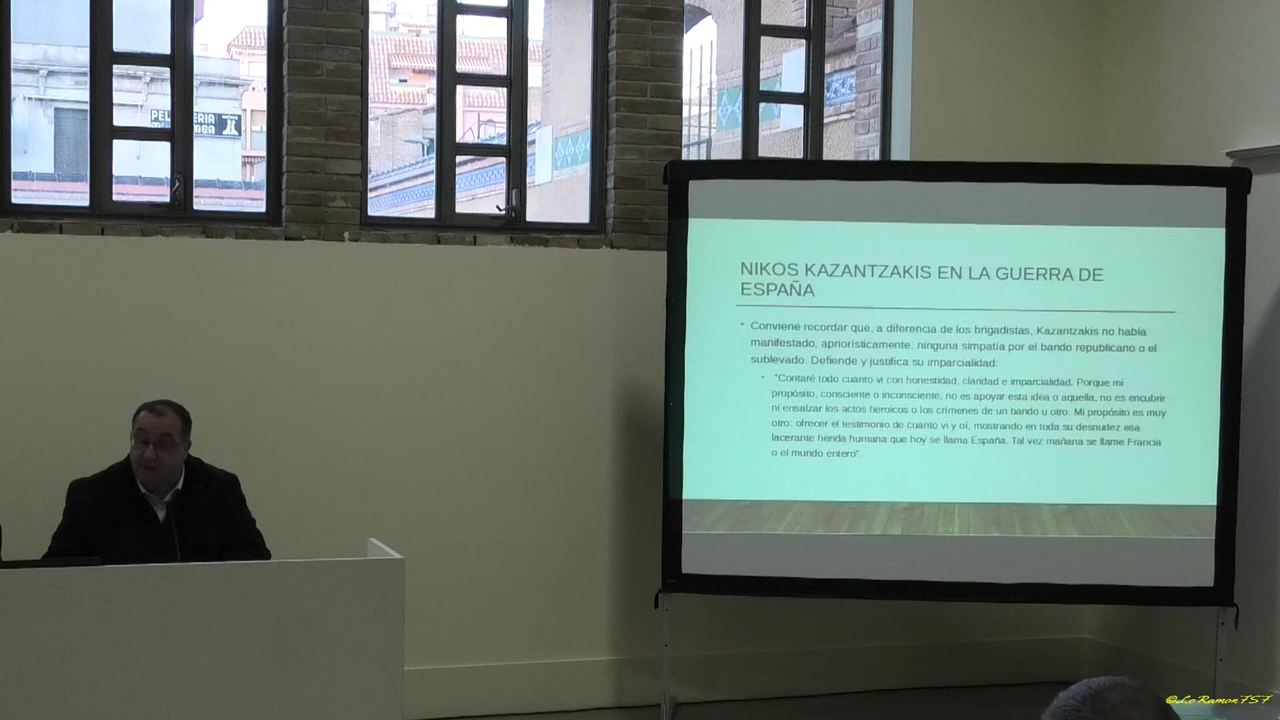 NIKOS KAZANTZAKIS EN LA GUERRA DE
ESPAÑA
• Conviene recordar que, a diferencia de los brigadistas, Kazantzakis no había
manifestado, apriorísticamente, ninguna simpatía por el bando republicano o el
sublevado. Defiende y justifica su imparcialidad:
• "Contaré todo cuanto vi con honestidad, claridad e imparcialidad. Porque mi
propósito, consciente o inconsciente, no es apoyar esta idea o aquella, no es encubrir
ni ensalzar los actos heroicos o los crímenes de un bando u otro. Mi propósito es muy
otro: ofrecer el testimonio de cuanto vi y oí, mostrando en toda su desnudez esa
lacerante herida humana que hoy se llama España. Tal vez mañana se llame Francia
o el mundo entero".
@LoRamon757